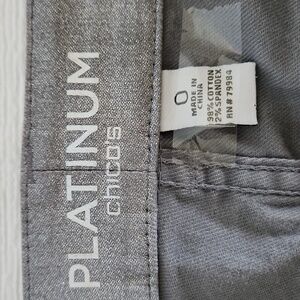 PLATINUM
chico's
0
MADE IN
CHINA
98% COTTON
2% SPANDEX
RN# 79984